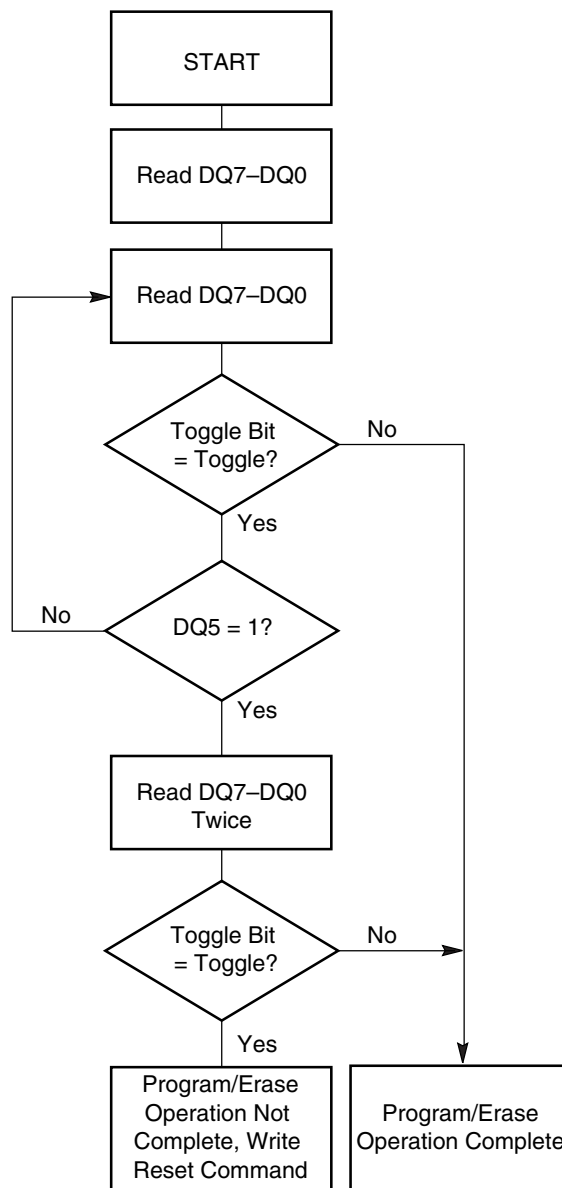 START
Read DQ7–DQ0
Read DQ7–DQ0
Toggle Bit
= Toggle?
No
Yes
No
DQ5 = 1?
Yes
Read DQ7–DQ0
Twice
Toggle Bit
= Toggle?
No
Yes
Program/Erase
Operation Not
Complete, Write
Reset Command
Program/Erase
Operation Complete